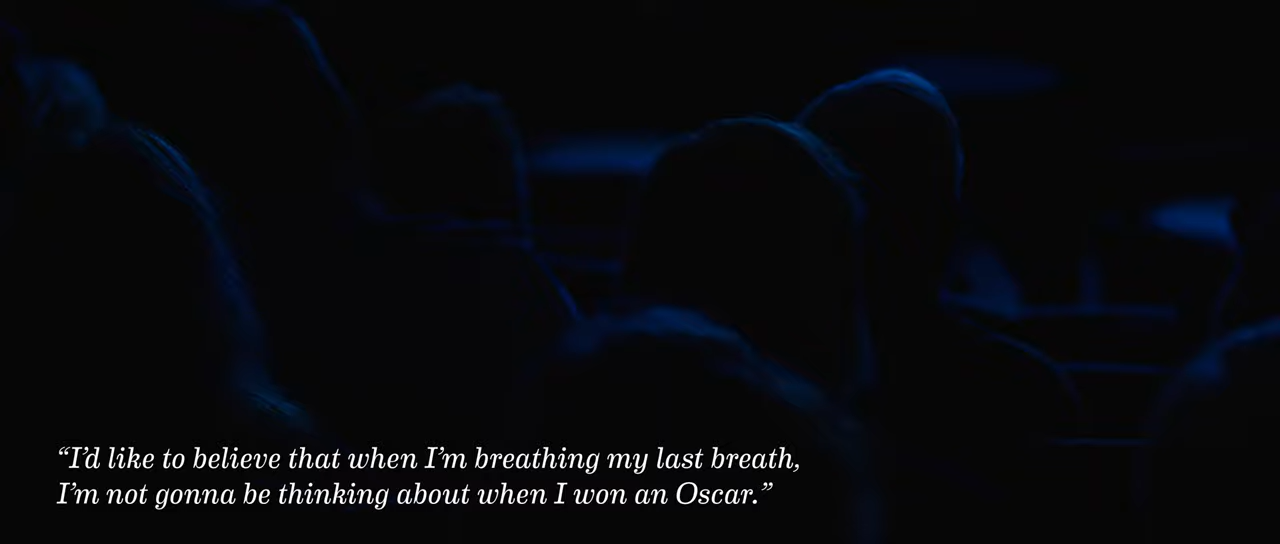 “I’d like to believe that when I’m breathing my last breath,
I’m not gonna be thinking about when I won an Oscar.”